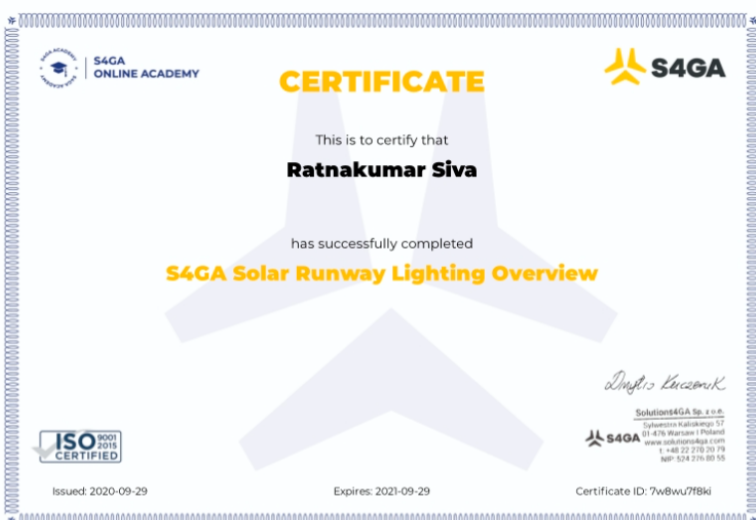 S4GA
ONLINE ACADEMY
CERTIFICATE
S4GA
This is to certify that
Ratnakumar Siva
has successfully completed
S4GA Solar Runway Lighting Overview
Solutions4GA Sp. z o.o.
Sylwestra Kaliskiego 57
01-476 Warsaw | Poland
www.solutions4ga.com
t: +48 22 270 20 79
NIP: 524 276 80 55
S4GA
ISO 9001
2015
CERTIFIED
Issued: 2020-09-29
Expires: 2021-09-29
Certificate ID: 7w8wu7f8ki